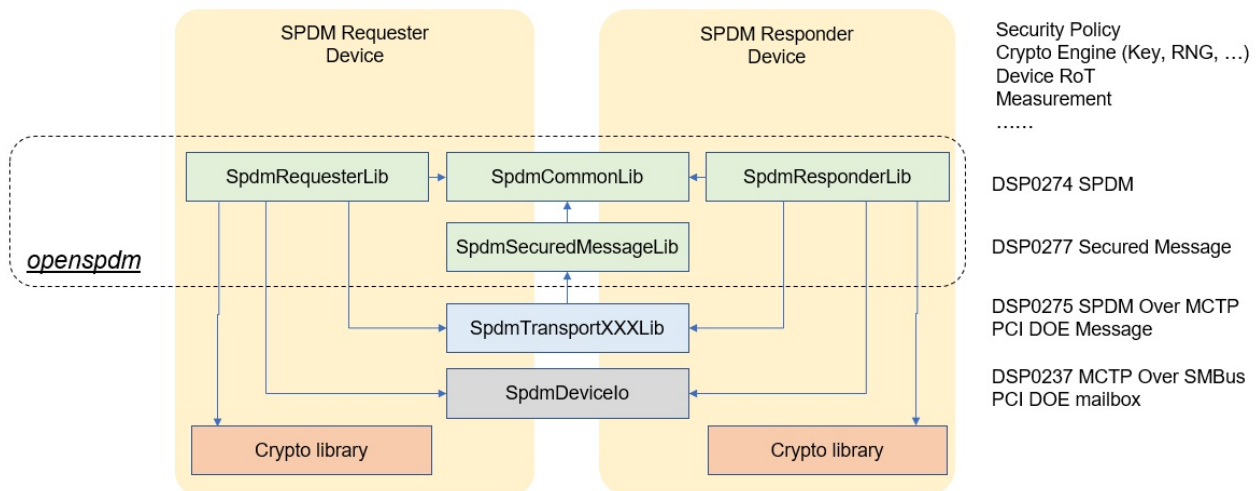 SPDM Requester
Device
SPDM Responder
Device
Security Policy
Crypto Engine (Key, RNG, …)
Device RoT
Measurement
……
SpdmRequesterLib
SpdmCommonLib
SpdmResponderLib
DSP0274 SPDM
openspdm
SpdmSecuredMessageLib
DSP0277 Secured Message
SpdmTransportXXXLib
DSP0275 SPDM Over MCTP
PCI DOE Message
SpdmDeviceIo
DSP0237 MCTP Over SMBus
PCI DOE mailbox
Crypto library
Crypto library